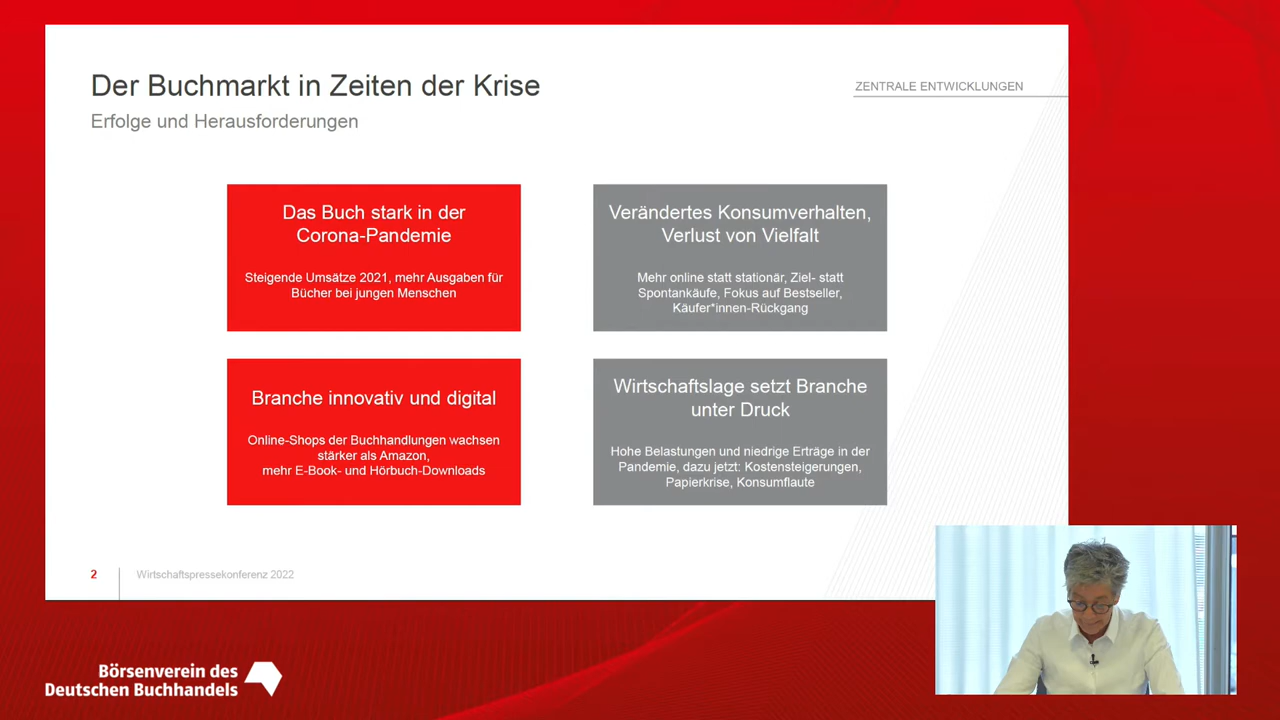 Der Buchmarkt in Zeiten der Krise
Erfolge und Herausforderungen
ZENTRALE ENTWICKLUNGEN
Das Buch stark in der
Corona-Pandemie
Steigende Umsätze 2021, mehr Ausgaben für
Bücher bei jungen Menschen
Verändertes Konsumverhalten,
Verlust von Vielfalt
Mehr online statt stationär, Ziel- statt
Spontankäufe, Fokus auf Bestseller,
Käufer*innen-Rückgang
Branche innovativ und digital
Online-Shops der Buchhandlungen wachsen
stärker als Amazon,
mehr E-Book- und Hörbuch-Downloads
Wirtschaftslage setzt Branche
unter Druck
Hohe Belastungen und niedrige Erträge in der
Pandemie, dazu jetzt: Kostensteigerungen,
Papierkrise, Konsumflaute
2
Wirtschaftspressekonferenz 2022
Börsenverein des
Deutschen Buchhandels